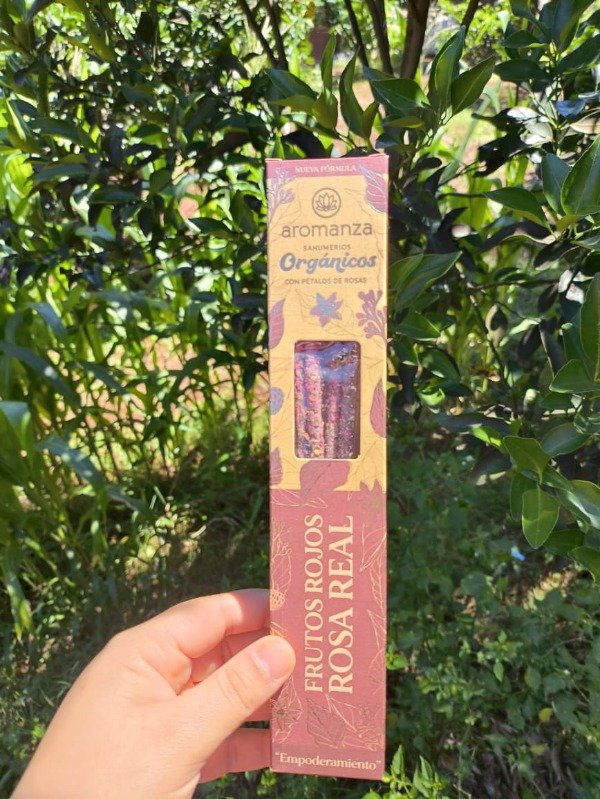 NUEVA FÓRMULA
aromanza
SAHUMERIOS
Orgánicos
CON PÉTALOS DE ROSAS
FRUTOS ROJOS
ROSA REAL
"Empoderamiento"